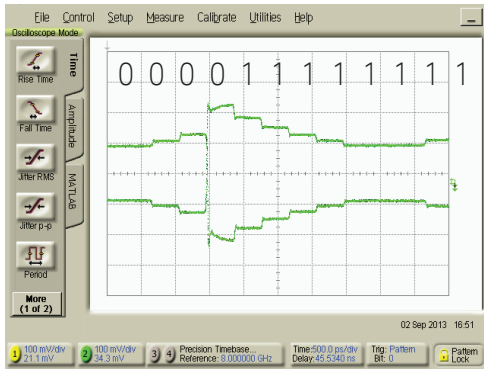 File Control Setup Measure Calibrate Utilities Help
Oscilloscope Mode
Time
Rise Time
Fall Time
Jitter RMS
Jitter p-p
Period
More
(1 of 2)
Amplitude
MATLAB
0 0 0 0 1 1 1 1 1 1 1 1
02 Sep 2013 16:51
1 100 mV/div
21.1 mV
2 100 mV/div
34.3 mV
3 4 Precision Timebase...
Reference: 8.000000 GHz
Time:500.0 ps/div
Delay:45.5340 ns
Trig: Pattern
Bit: 0
Pattern
Lock